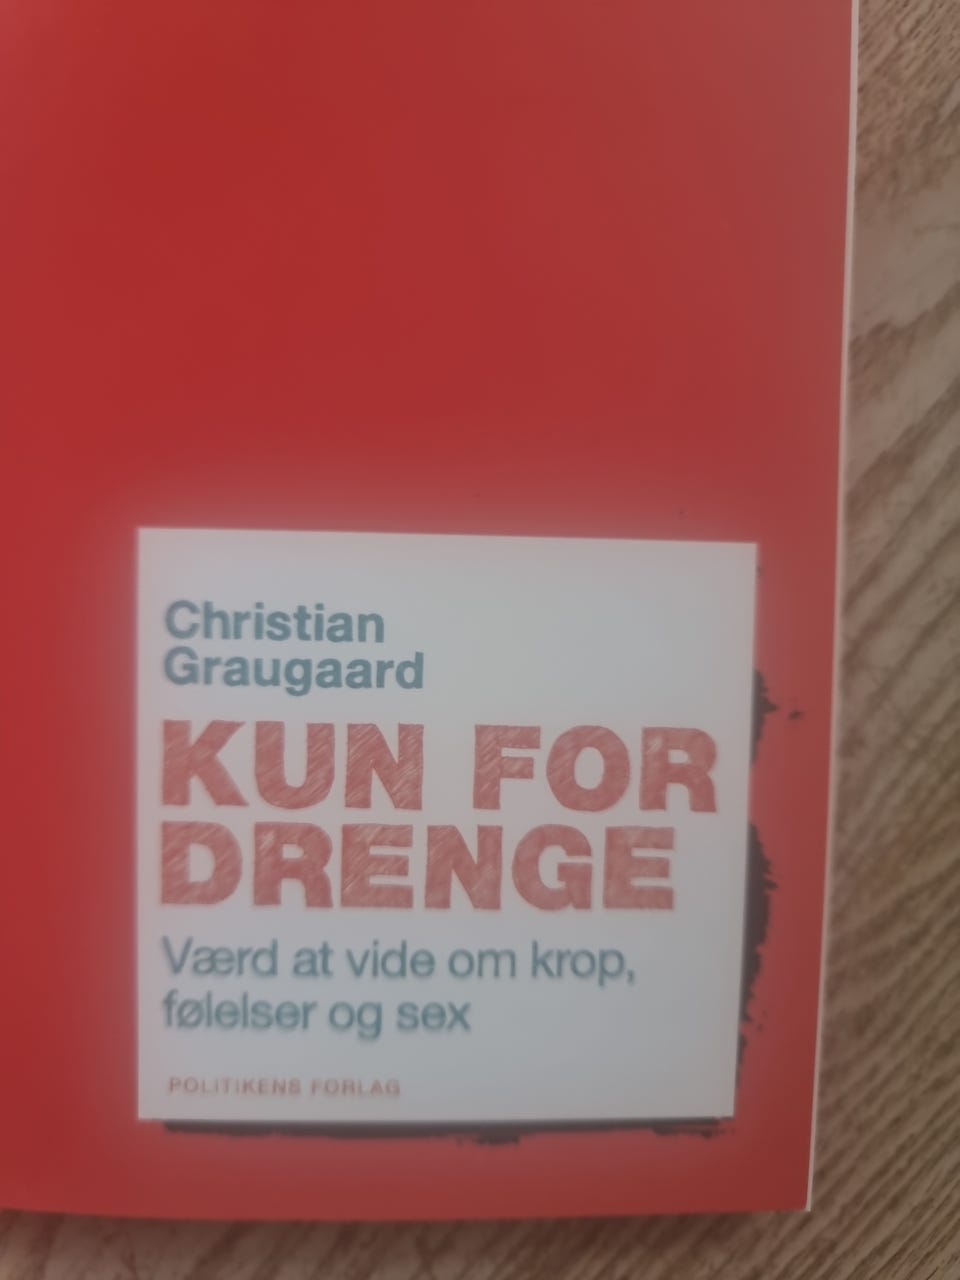 Christian
Graugaard
KUN FOR
DRENGE
Værd at vide om krop,
følelser og sex
POLITIKENS FORLAG